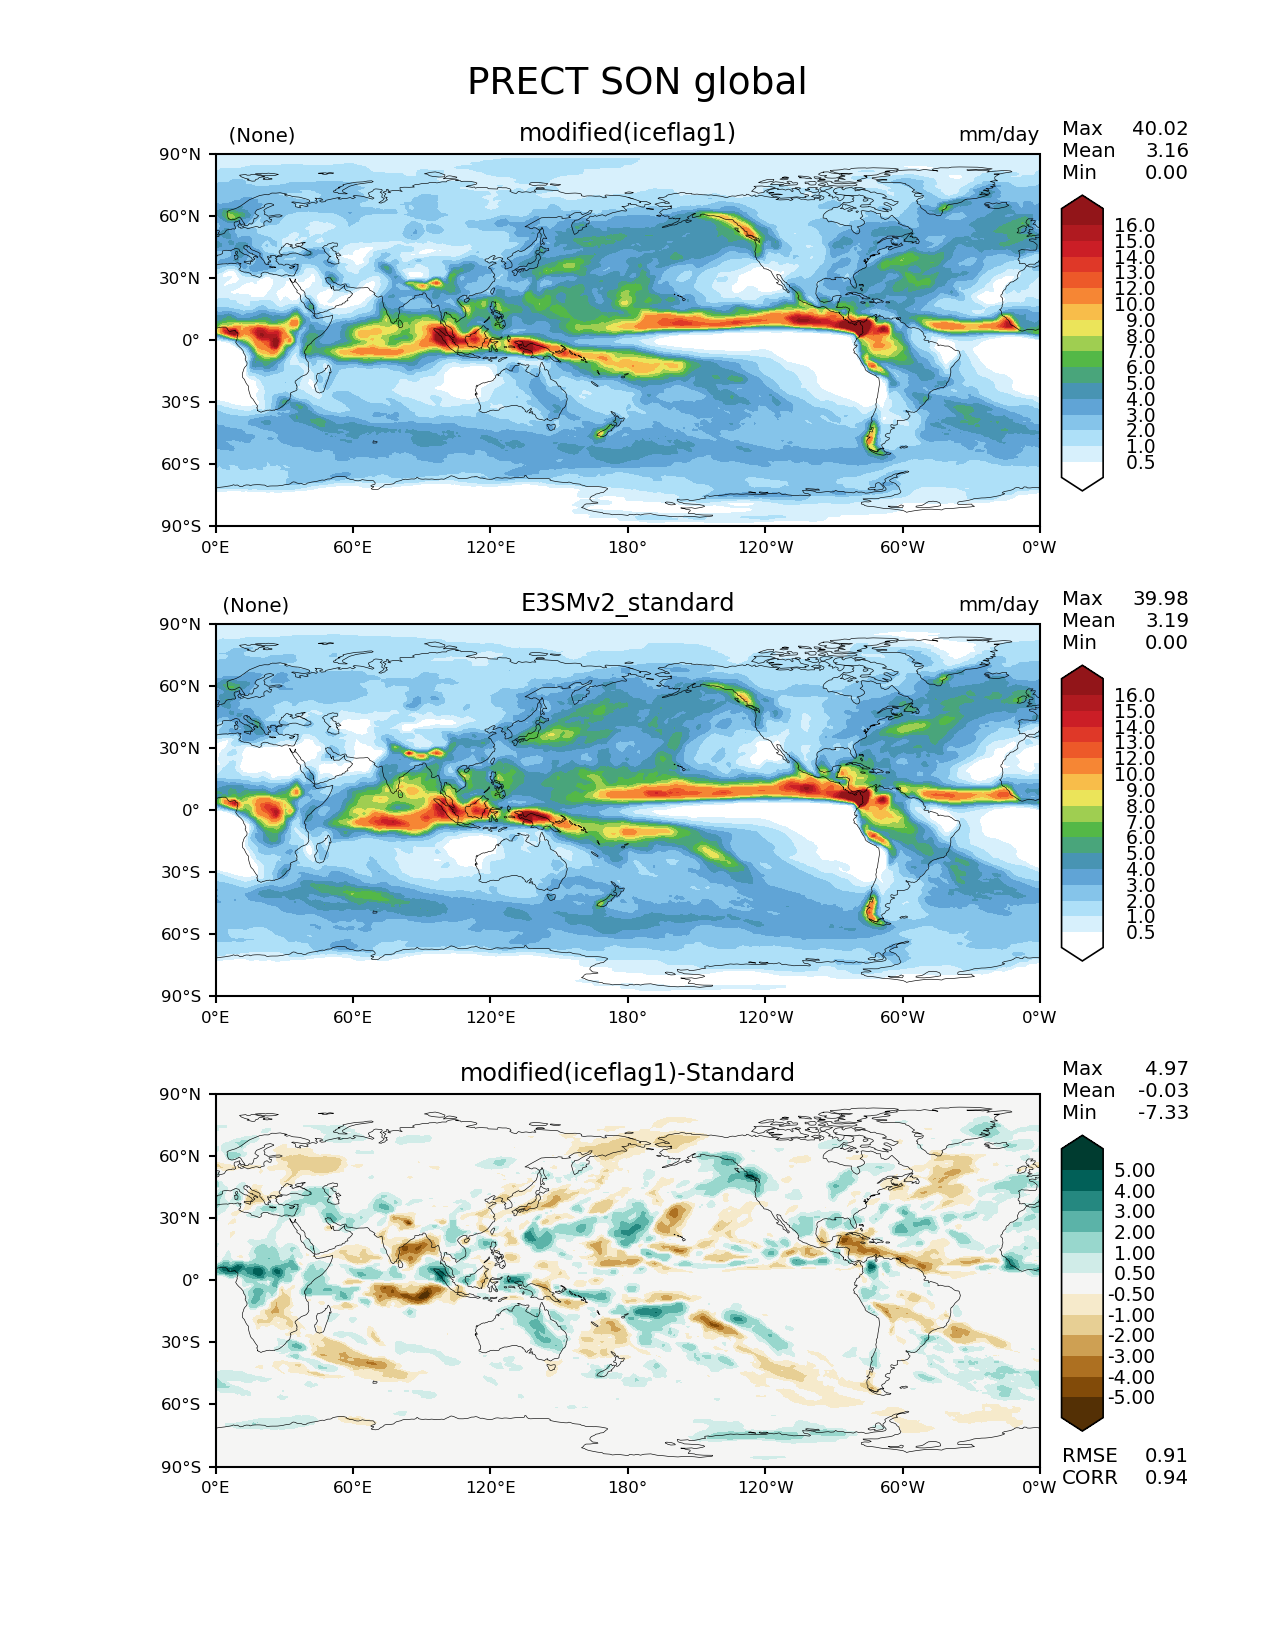 PRECT SON global
(None) modified(iceflag1) mm/day
Max 40.02
Mean 3.16
Min 0.00
90°N
60°N
30°N
0°
30°S
60°S
90°S
0°E 60°E 120°E 180° 120°W 60°W 0°W
16.0
15.0
14.0
13.0
12.0
10.0
9.0
8.0
7.0
6.0
5.0
4.0
3.0
2.0
1.0
0.5
(None) E3SMv2_standard mm/day
Max 39.98
Mean 3.19
Min 0.00
90°N
60°N
30°N
0°
30°S
60°S
90°S
0°E 60°E 120°E 180° 120°W 60°W 0°W
16.0
15.0
14.0
13.0
12.0
10.0
9.0
8.0
7.0
6.0
5.0
4.0
3.0
2.0
1.0
0.5
modified(iceflag1)-Standard
Max 4.97
Mean -0.03
Min -7.33
90°N
60°N
30°N
0°
30°S
60°S
90°S
0°E 60°E 120°E 180° 120°W 60°W 0°W
5.00
4.00
3.00
2.00
1.00
0.50
-0.50
-1.00
-2.00
-3.00
-4.00
-5.00
RMSE 0.91
CORR 0.94